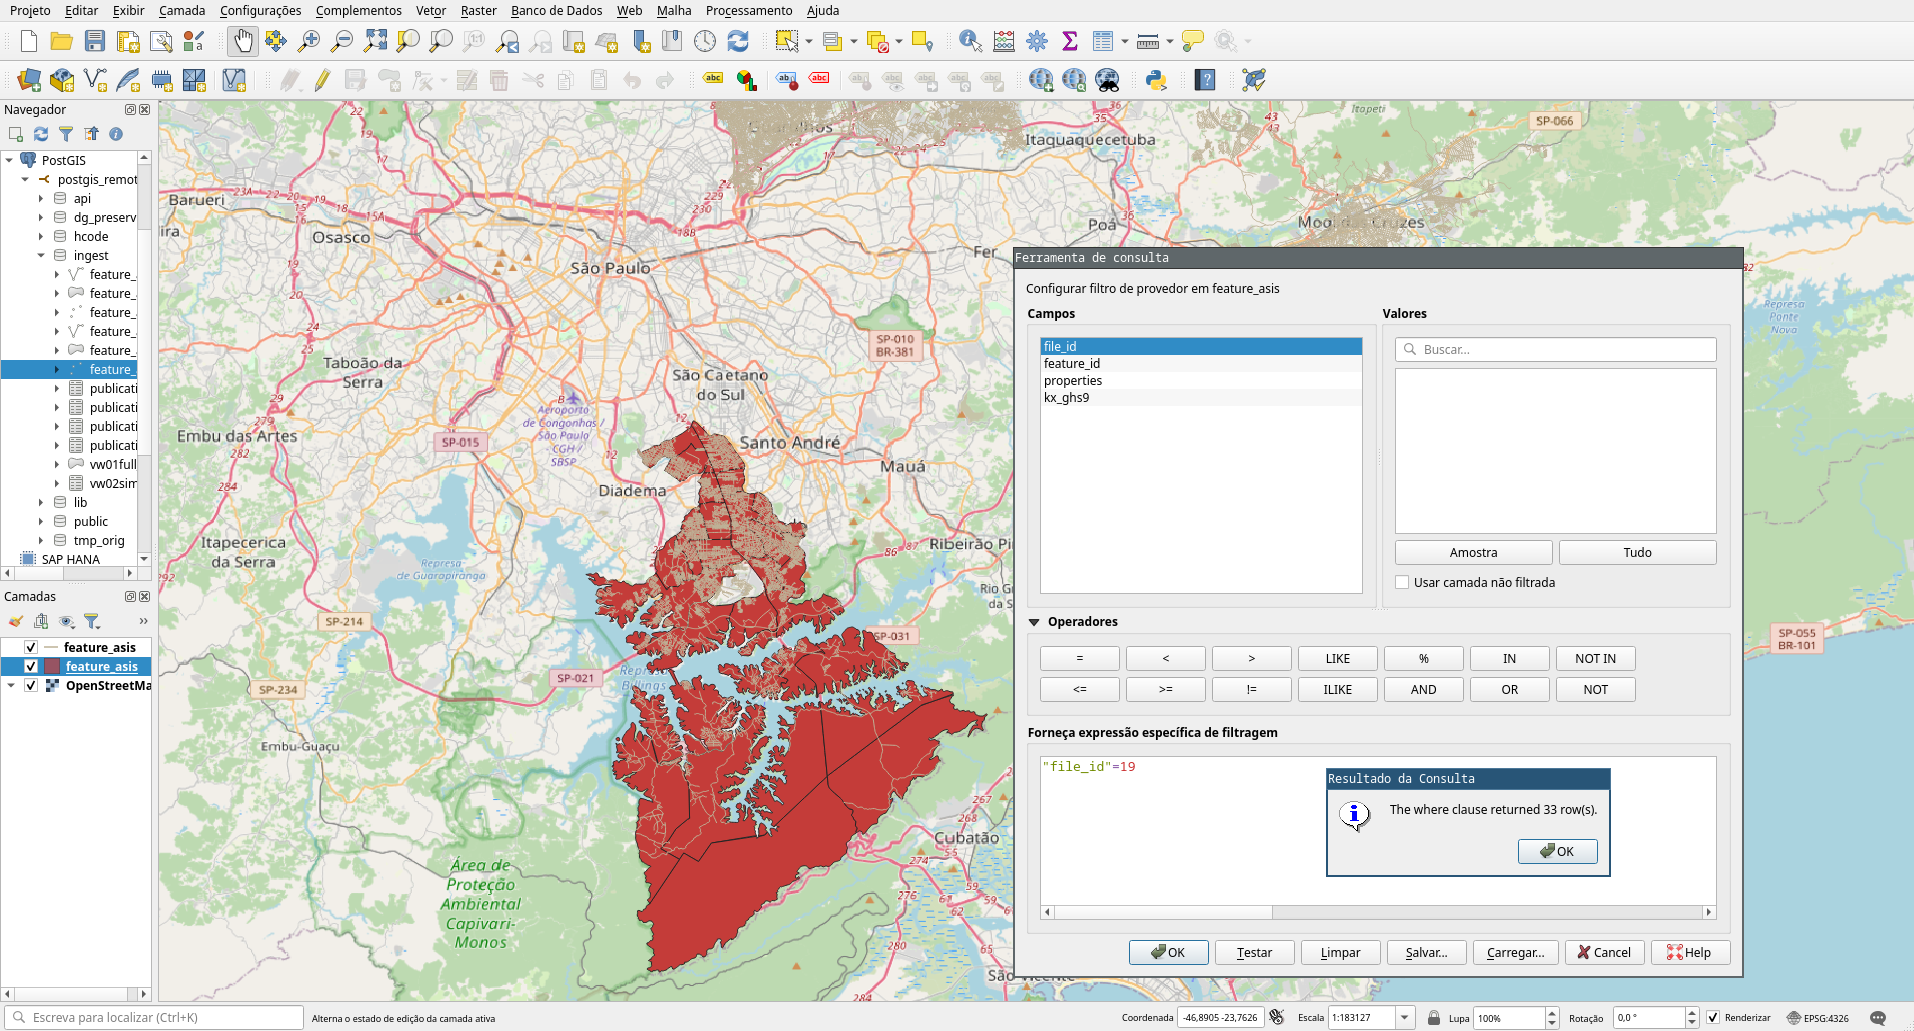 Projeto Editar Exibir Camada Configurações Complementos Vetor Raster Banco de Dados Web Malha Processamento Ajuda
Navegador
PostGIS
postgis_remot
api
dg_preserv
hcode
ingest
feature_
feature_
feature_
feature_
feature_
feature_
publicati
publicati
publicati
publicati
vw01full
vw02sim
lib
public
tmp_orig
SAP HANA
Camadas
feature_asis
feature_asis
OpenStreetMa
Barueri
Osasco
São Paulo
Taboão da
Serra
Embu das Artes
Itapecerica
da Serra
Embu-Guaçu
São Caetano
do Sul
Santo André
Mauá
Diadema
Ribeirão Pi
Rio G
da S
Aeroporto
de Congonhas /
São Paulo
CGH /
SBSP
Represa
de Guarapiranga
Área de
Proteção
Ambiental
Capivari-
Monos
Cubatão
Itaquaquecetuba
Poá
Fer
Itapeti
Represa
Ponte
Nova
SP-066
SP-010
BR-381
SP-015
SP-214
SP-234
SP-021
SP-031
SP-055
BR-101
Ferramenta de consulta
Configurar filtro de provedor em feature_asis
Campos
file_id
feature_id
properties
kx_ghs9
Valores
Buscar...
Amostra Tudo
Usar camada não filtrada
Operadores
= < > LIKE % IN NOT IN
<= >= != ILIKE AND OR NOT
Forneça expressão específica de filtragem
"file_id"=19
Resultado da Consulta
The where clause returned 33 row(s).
OK
OK Testar Limpar Salvar... Carregar... Cancel Help
Escreva para localizar (Ctrl+K) Alterna o estado de edição da camada ativa Coordenada -46,8905 -23,7626 Escala 1:183127 Lupa 100% Rotação 0,0 ° Renderizar EPSG:4326